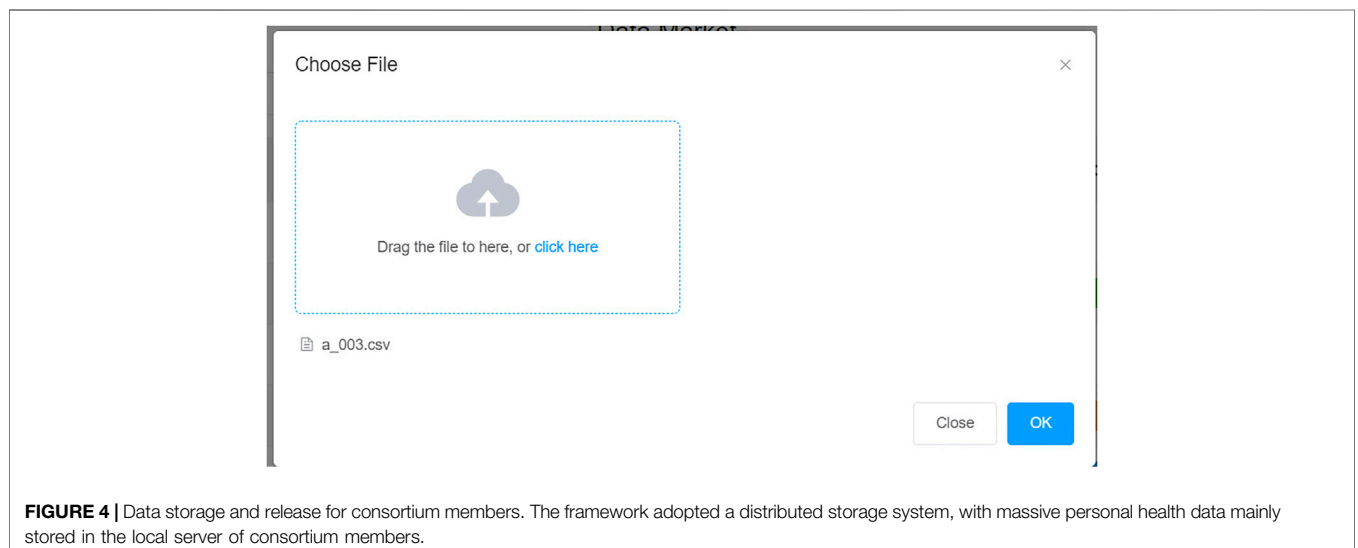 Data Market
Choose File
Drag the file to here, or click here
a_003.csv
Close
OK
FIGURE 4 | Data storage and release for consortium members. The framework adopted a distributed storage system, with massive personal health data mainly
stored in the local server of consortium members.